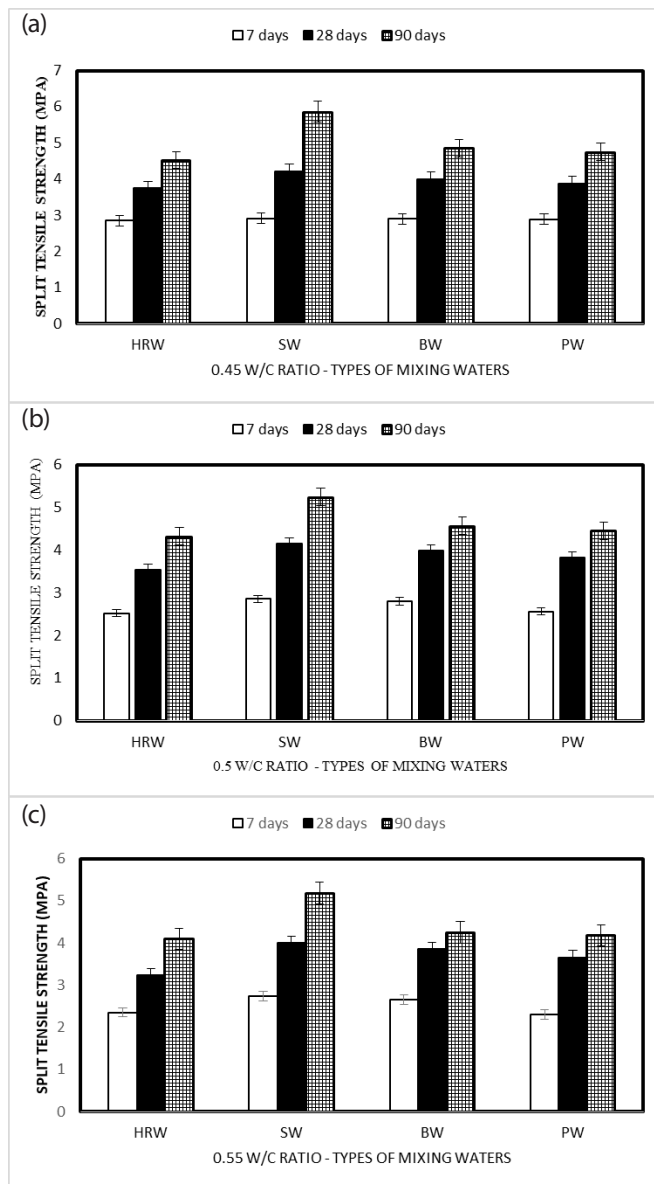 (a)
7 days 28 days 90 days
SPLIT TENSILE STRENGTH (MPA)
7
6
5
4
3
2
1
0
HRW SW BW PW
0.45 W/C RATIO - TYPES OF MIXING WATERS
(b)
7 days 28 days 90 days
SPLIT TENSILE STRENGTH (MPA)
6
5
4
3
2
1
0
HRW SW BW PW
0.5 W/C RATIO - TYPES OF MIXING WATERS
(c)
7 days 28 days 90 days
SPLIT TENSILE STRENGTH (MPA)
6
5
4
3
2
1
0
HRW SW BW PW
0.55 W/C RATIO - TYPES OF MIXING WATERS